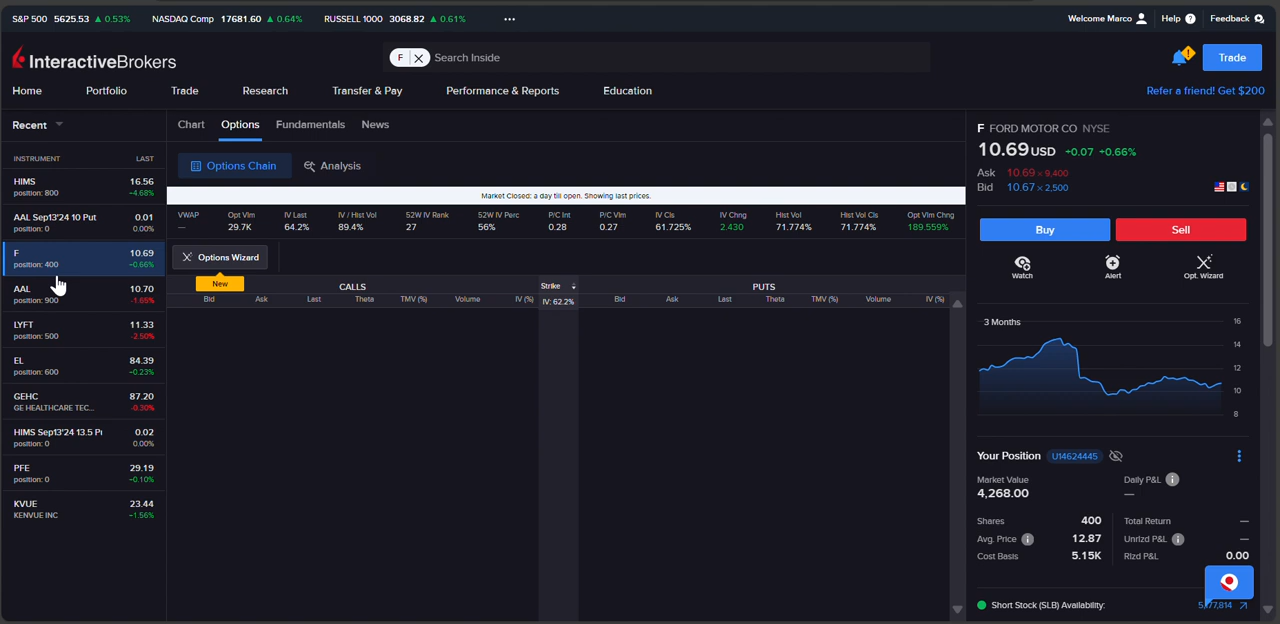 S&P 500 5625.53 ▲ 0.53% NASDAQ Comp 17681.60 ▲ 0.64% RUSSELL 1000 3068.82 ▲ 0.61% ••• Welcome Marco Help ? Feedback
InteractiveBrokers F Search Inside Trade
Home Portfolio Trade Research Transfer & Pay Performance & Reports Education Refer a friend! Get $200
Recent
INSTRUMENT LAST
HIMS 16.56
position: 800 -4.68%
AAL Sep13'24 10 Put 0.01
position: 0 0.00%
F 10.69
position: 400 +0.66%
AAL 10.70
position: 900 -1.65%
LYFT 11.33
position: 500 -2.50%
EL 84.39
position: 600 -0.23%
GEHC 87.20
GE HEALTHCARE TEC... -0.30%
HIMS Sep13'24 13.5 P
position: 0 0.00%
0.02
PFE 29.19
position: 0 -0.10%
KVUE 23.44
KENVUE INC -1.56%
Chart Options Fundamentals News
Options Chain Analysis
Market Closed: a day till open. Showing last prices.
VWAP Opt Vlm IV Last IV / Hist Vol 52W IV Rank 52W IV Perc P/C Int P/C Vlm IV Cls IV Chng Hist Vol Hist Vol Cls Opt Vlm Chng
— 29.7K 64.2% 89.4% 27 56% 0.28 0.27 61.725% 2.430 71.774% 71.774% 189.559%
Options Wizard
New
CALLS Strike PUTS
Bid Ask Last Theta TMV (%) Volume IV (%) IV: 62.2% Bid Ask Last Theta TMV (%) Volume IV (%)
F FORD MOTOR CO NYSE
10.69 USD +0.07 +0.66%
Ask 10.69 × 9,400
Bid 10.67 × 2,500
Buy Sell
Watch Alert Opt. Wizard
3 Months
16
14
12
10
8
Your Position U14624445
Market Value Daily P&L
4,268.00 —
Shares 400 Total Return —
Avg. Price 12.87 Unrlzd P&L —
Cost Basis 5.15K Rlzd P&L 0.00
Short Stock (SLB) Availability: